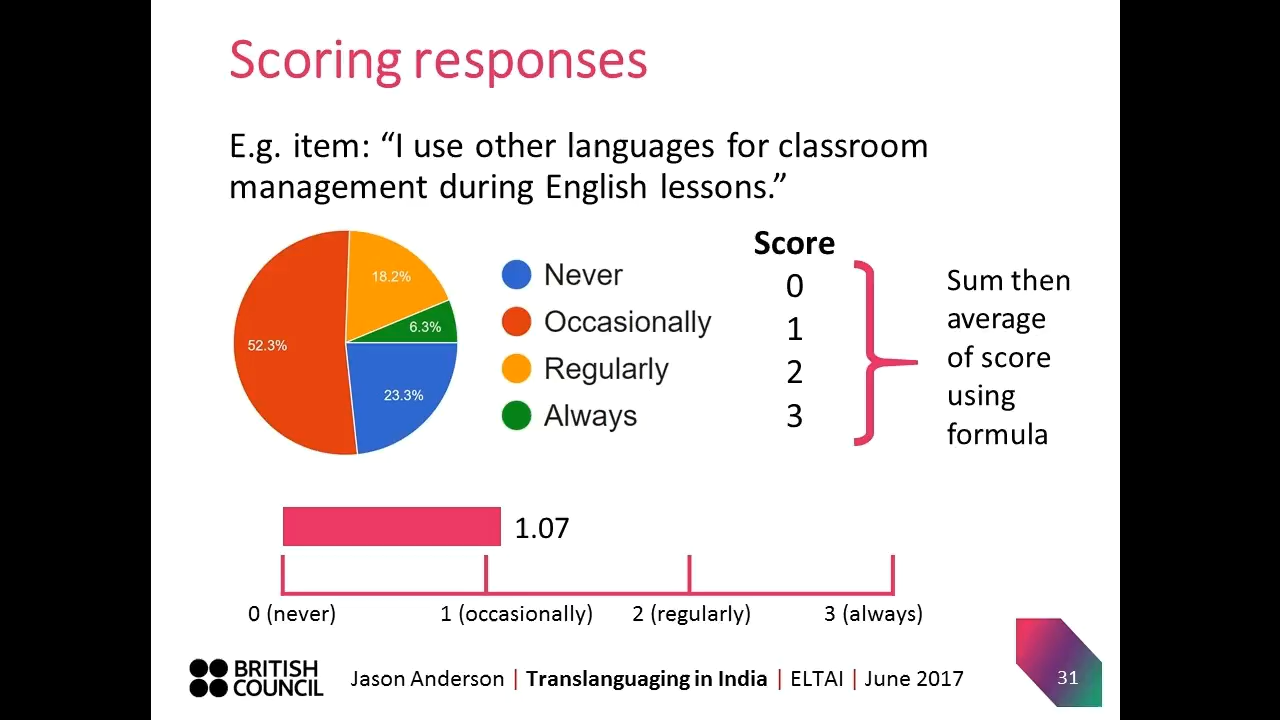 Scoring responses
E.g. item: “I use other languages for classroom
management during English lessons.”
18.2%
6.3%
52.3%
23.3%
Never
Occasionally
Regularly
Always
Score
0
1
2
3
Sum then
average
of score
using
formula
1.07
0 (never)
1 (occasionally)
2 (regularly)
3 (always)
BRITISH
COUNCIL
Jason Anderson | Translanguaging in India | ELTAI | June 2017
31